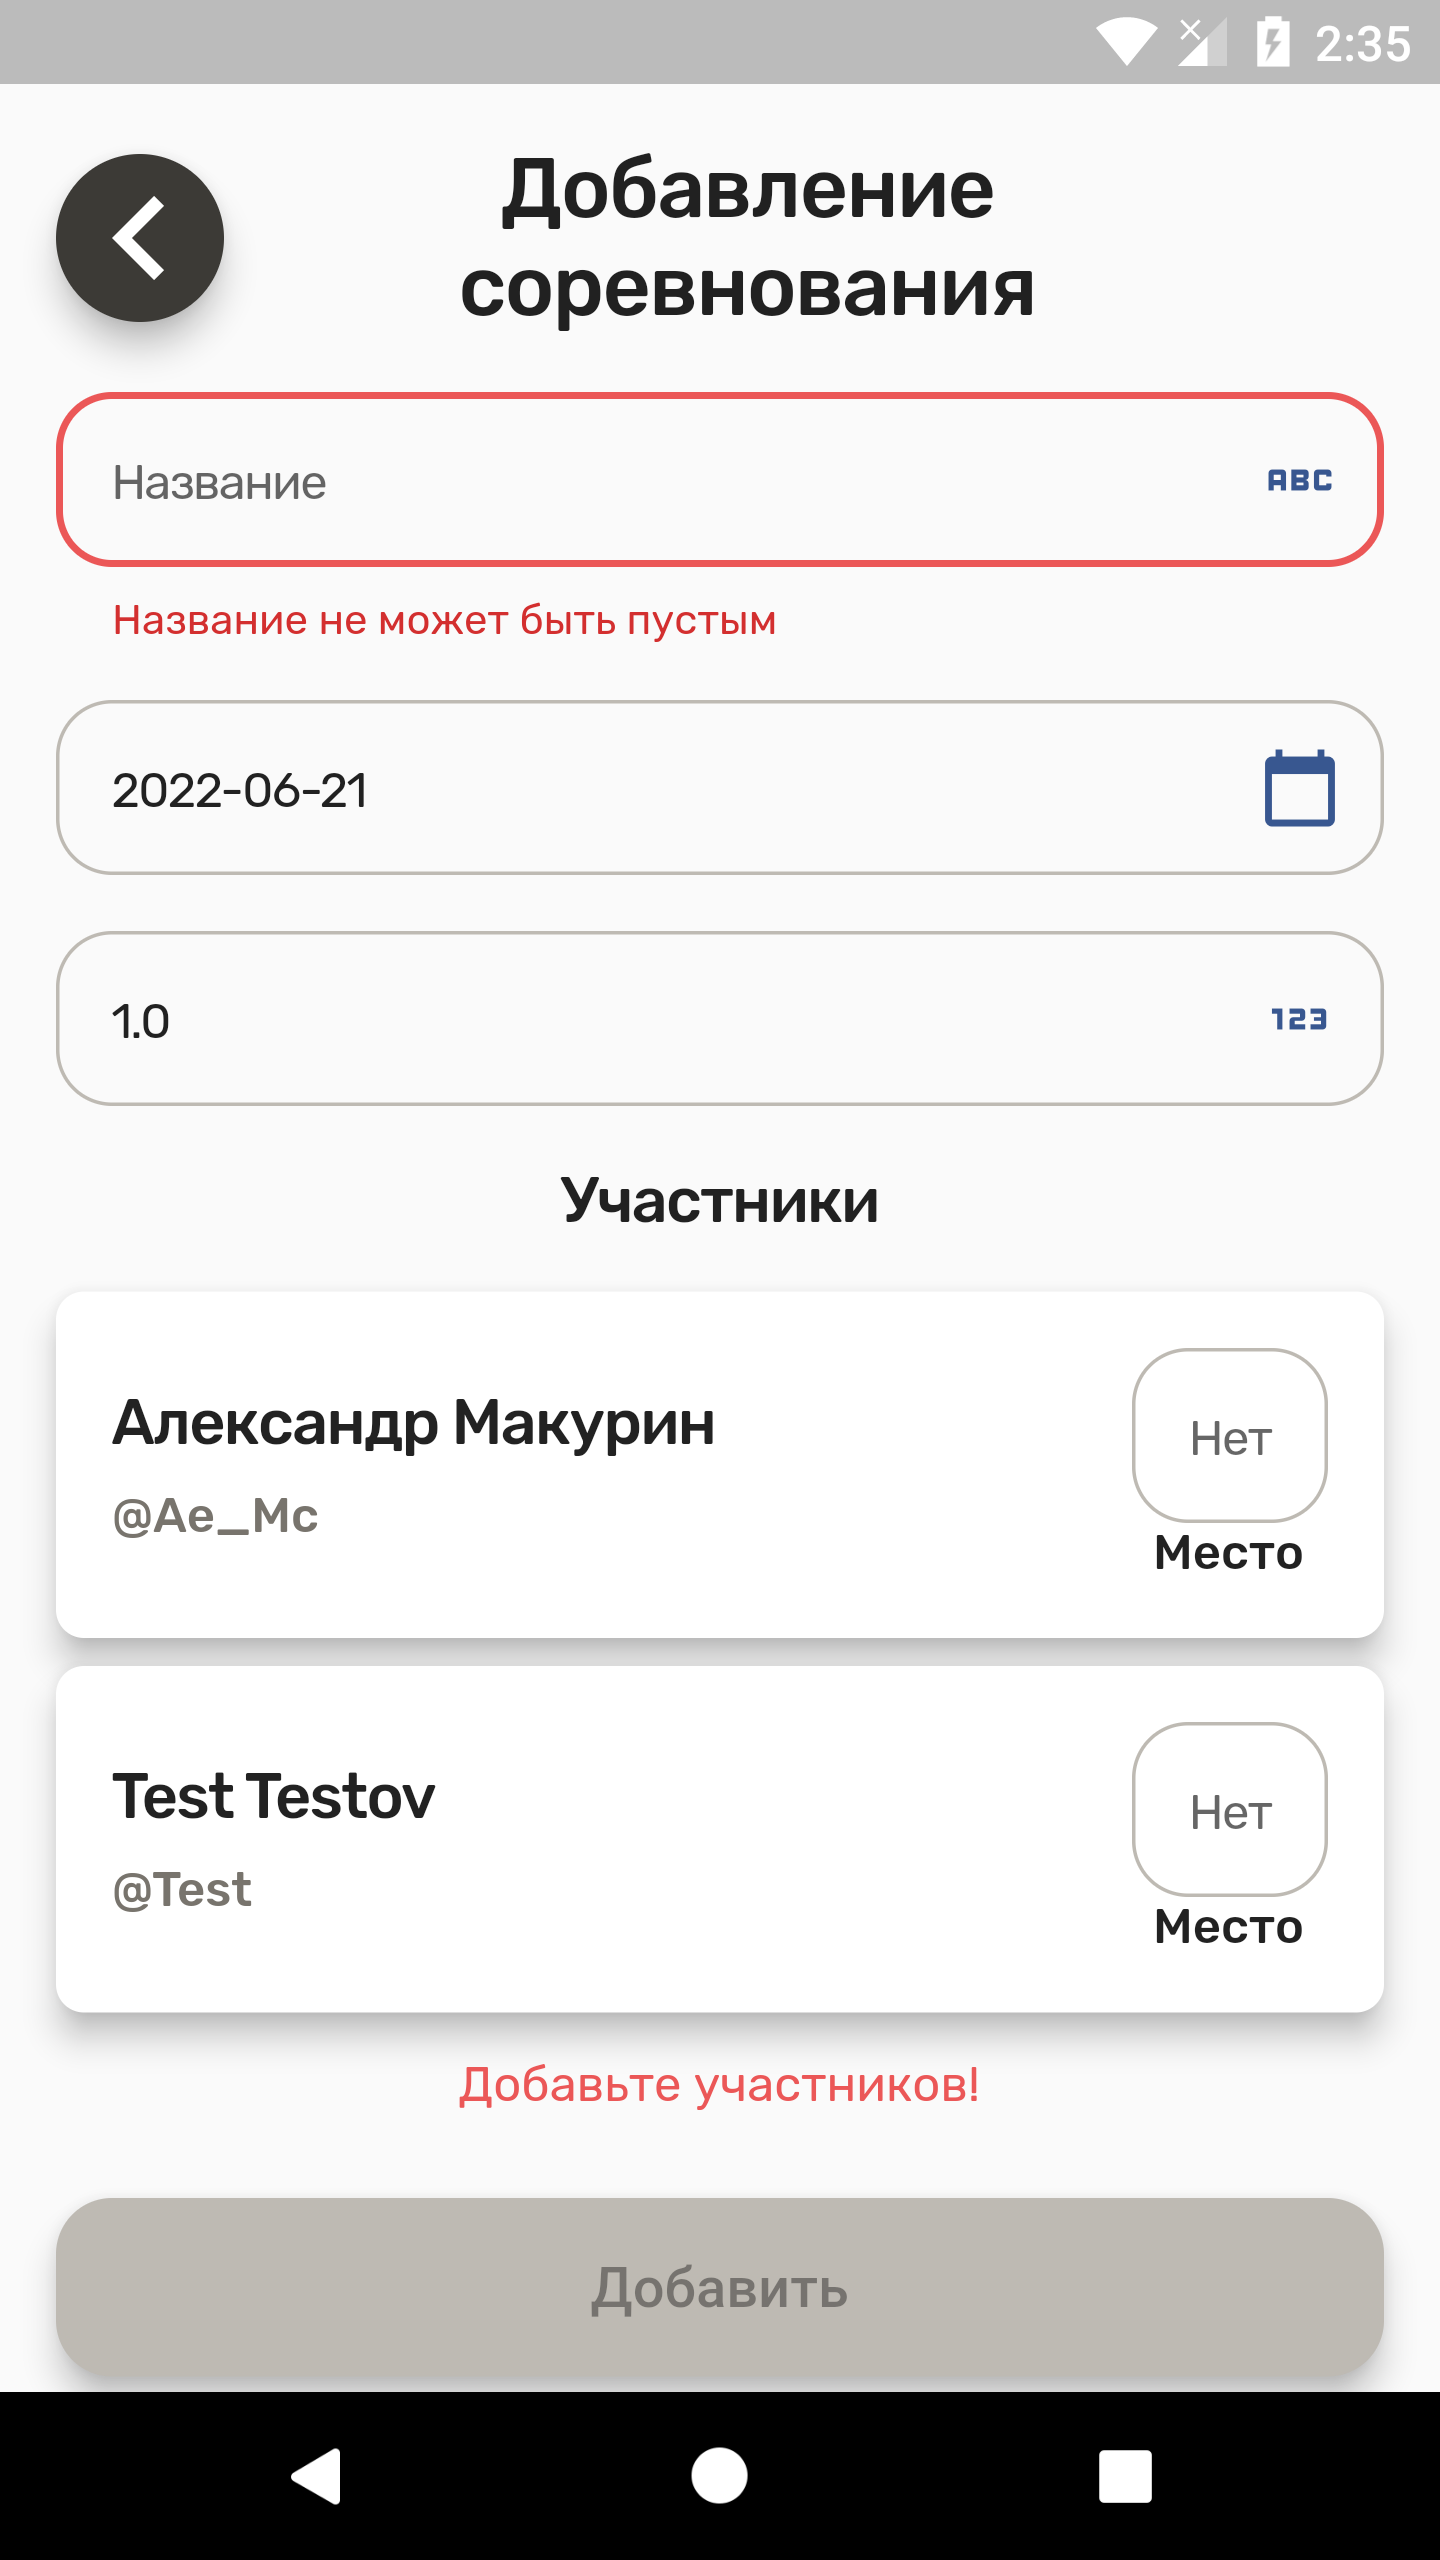 2:35
Добавление
соревнования
Название
ABC
Название не может быть пустым
2022-06-21
1.0
123
Участники
Александр Макурин
@Ae_Mc
Нет
Место
Test Testov
@Test
Нет
Место
Добавьте участников!
Добавить